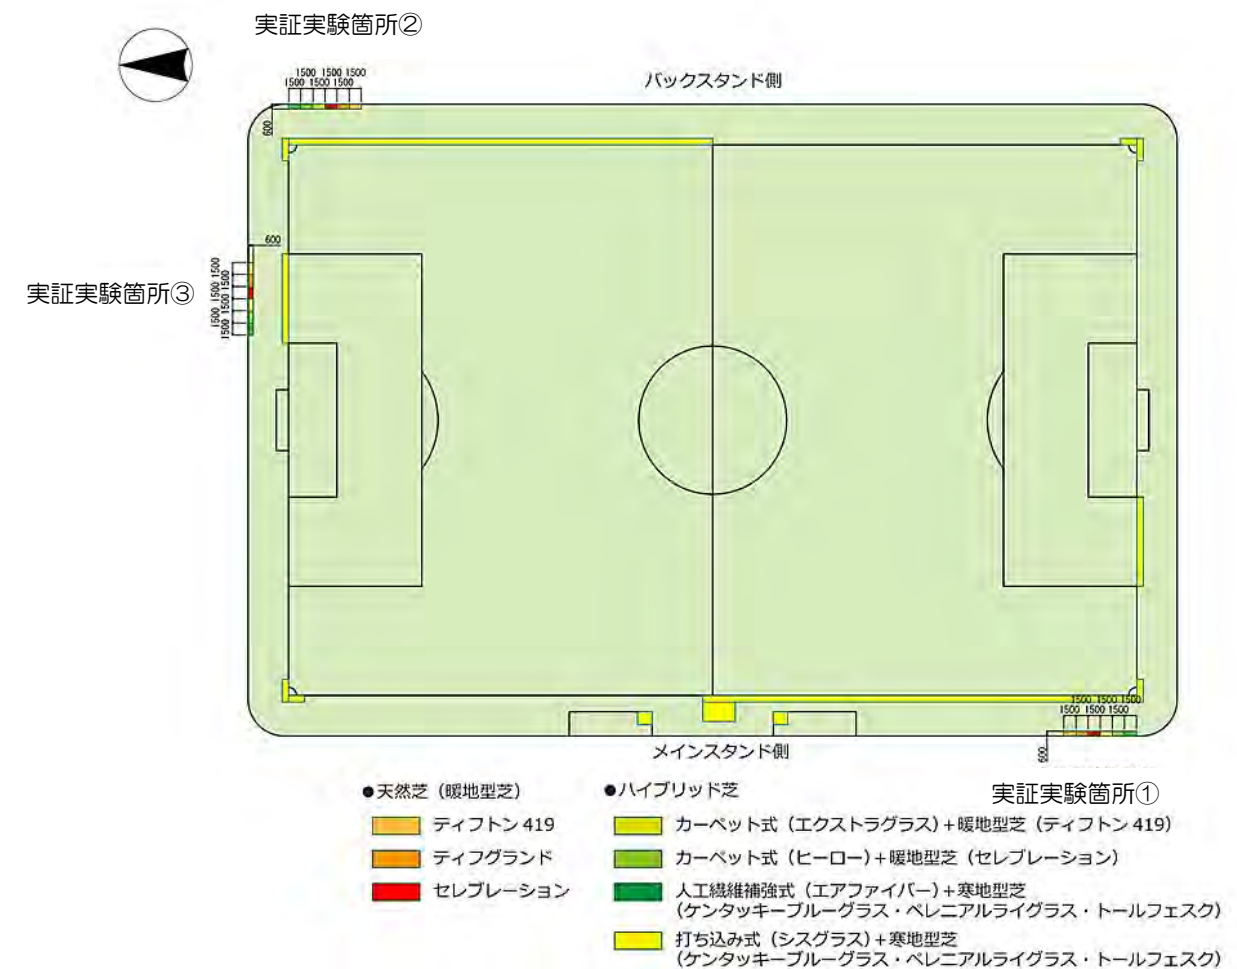 実証実験箇所②
1500 1500 1500
1500 1500 1500
バックスタンド側
600
600
実証実験箇所③
1500
1500
1500
1500
1500
1500
1500 1500 1500
1500 1500 1500
600
メインスタンド側
実証実験箇所①
●天然芝（暖地型芝）
ティフトン 419
ティフグランド
セレブレーション
●ハイブリッド芝
カーペット式（エクストラグラス）＋暖地型芝（ティフトン 419）
カーペット式（ヒーロー）＋暖地型芝（セレブレーション）
人工繊維補強式（エアファイバー）＋寒地型芝
（ケンタッキーブルーグラス・ペレニアルライグラス・トールフェスク）
打ち込み式（シスグラス）＋寒地型芝
（ケンタッキーブルーグラス・ペレニアルライグラス・トールフェスク）